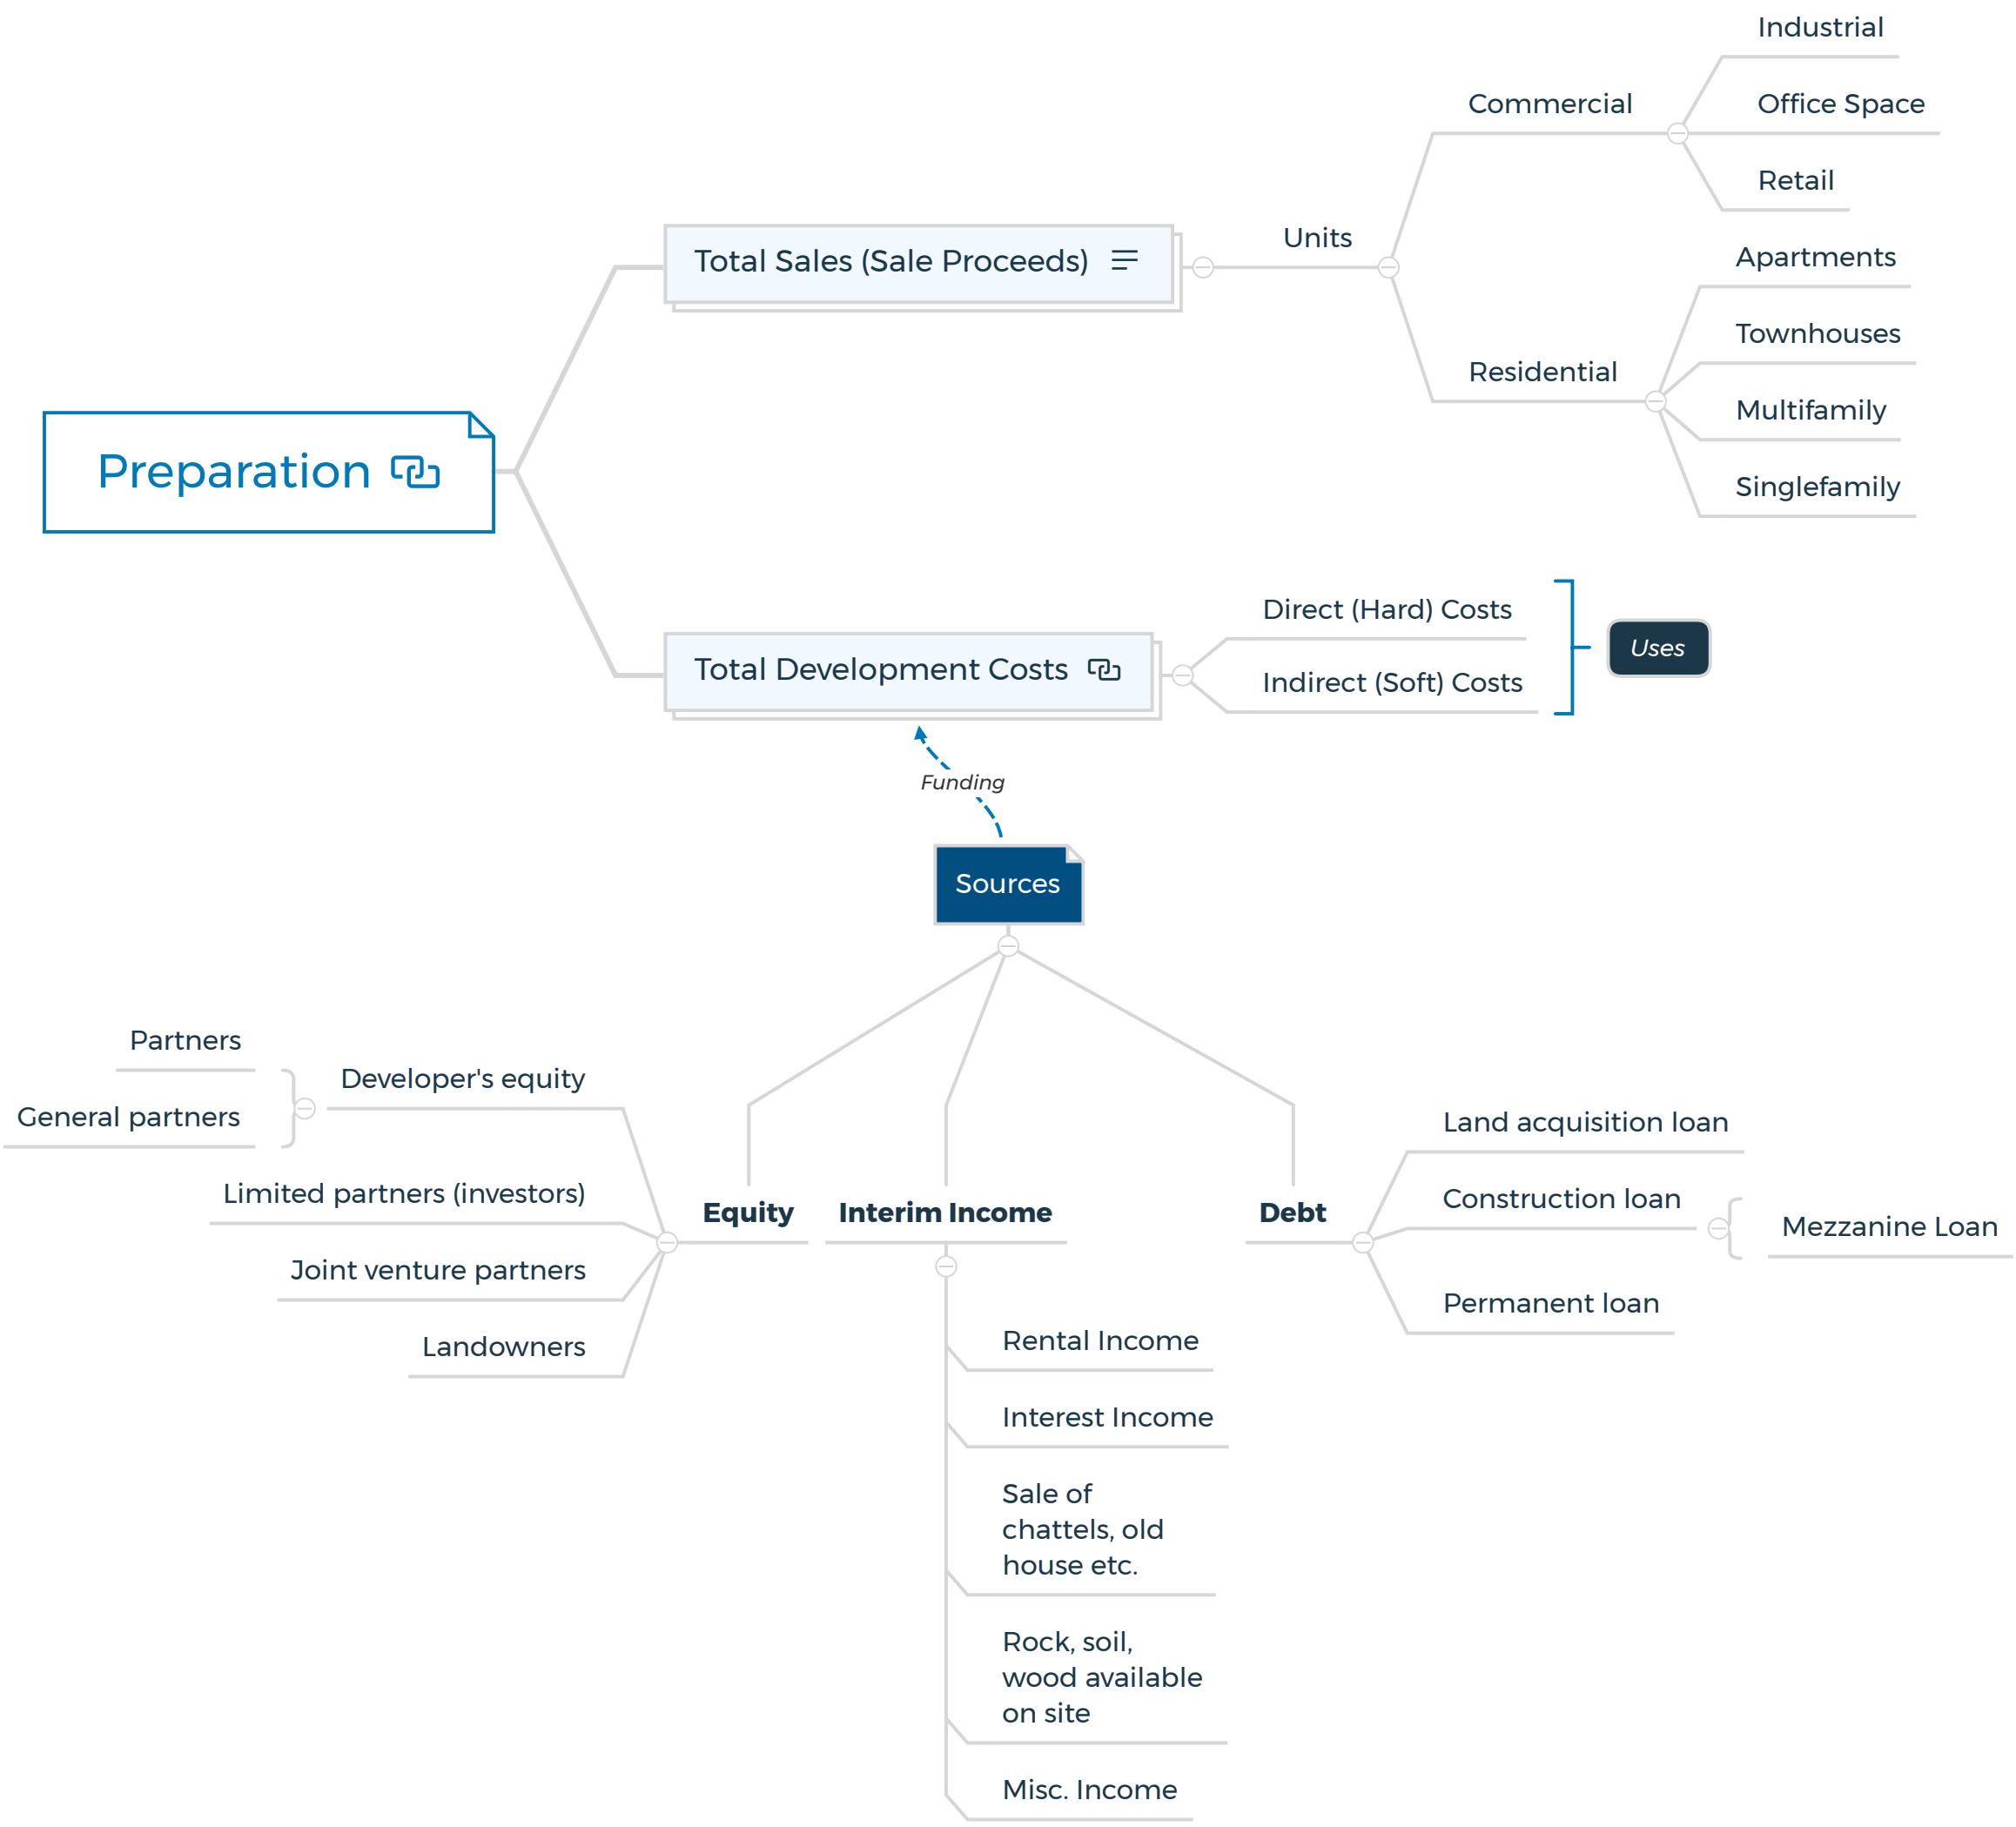 Industrial
Commercial
Office Space
Retail
Units
Total Sales (Sale Proceeds)
Apartments
Townhouses
Residential
Multifamily
Singlefamily
Preparation
Direct (Hard) Costs
Uses
Total Development Costs
Indirect (Soft) Costs
Funding
Sources
Partners
Developer's equity
General partners
Limited partners (investors)
Equity
Joint venture partners
Landowners
Interim Income
Rental Income
Interest Income
Sale of
chattels, old
house etc.
Rock, soil,
wood available
on site
Misc. Income
Debt
Land acquisition loan
Construction loan
Mezzanine Loan
Permanent loan